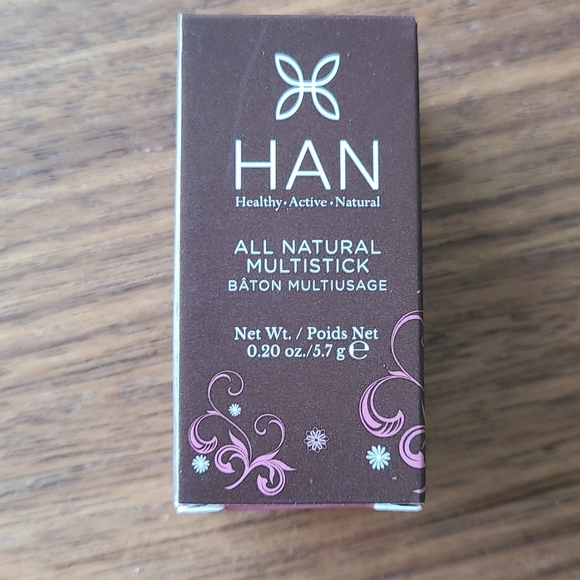 HAN
Healthy•Active•Natural
ALL NATURAL
MULTISTICK
BÂTON MULTIUSAGE
Net Wt. / Poids Net
0.20 oz./5.7 g ℮